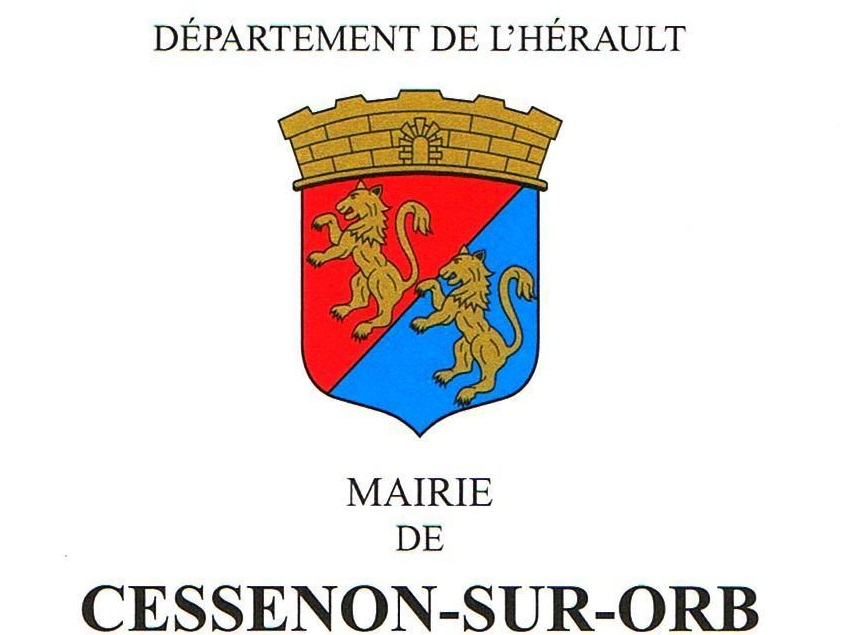 DÉPARTEMENT DE L'HÉRAULT
MAIRIE
DE
CESSENON-SUR-ORB